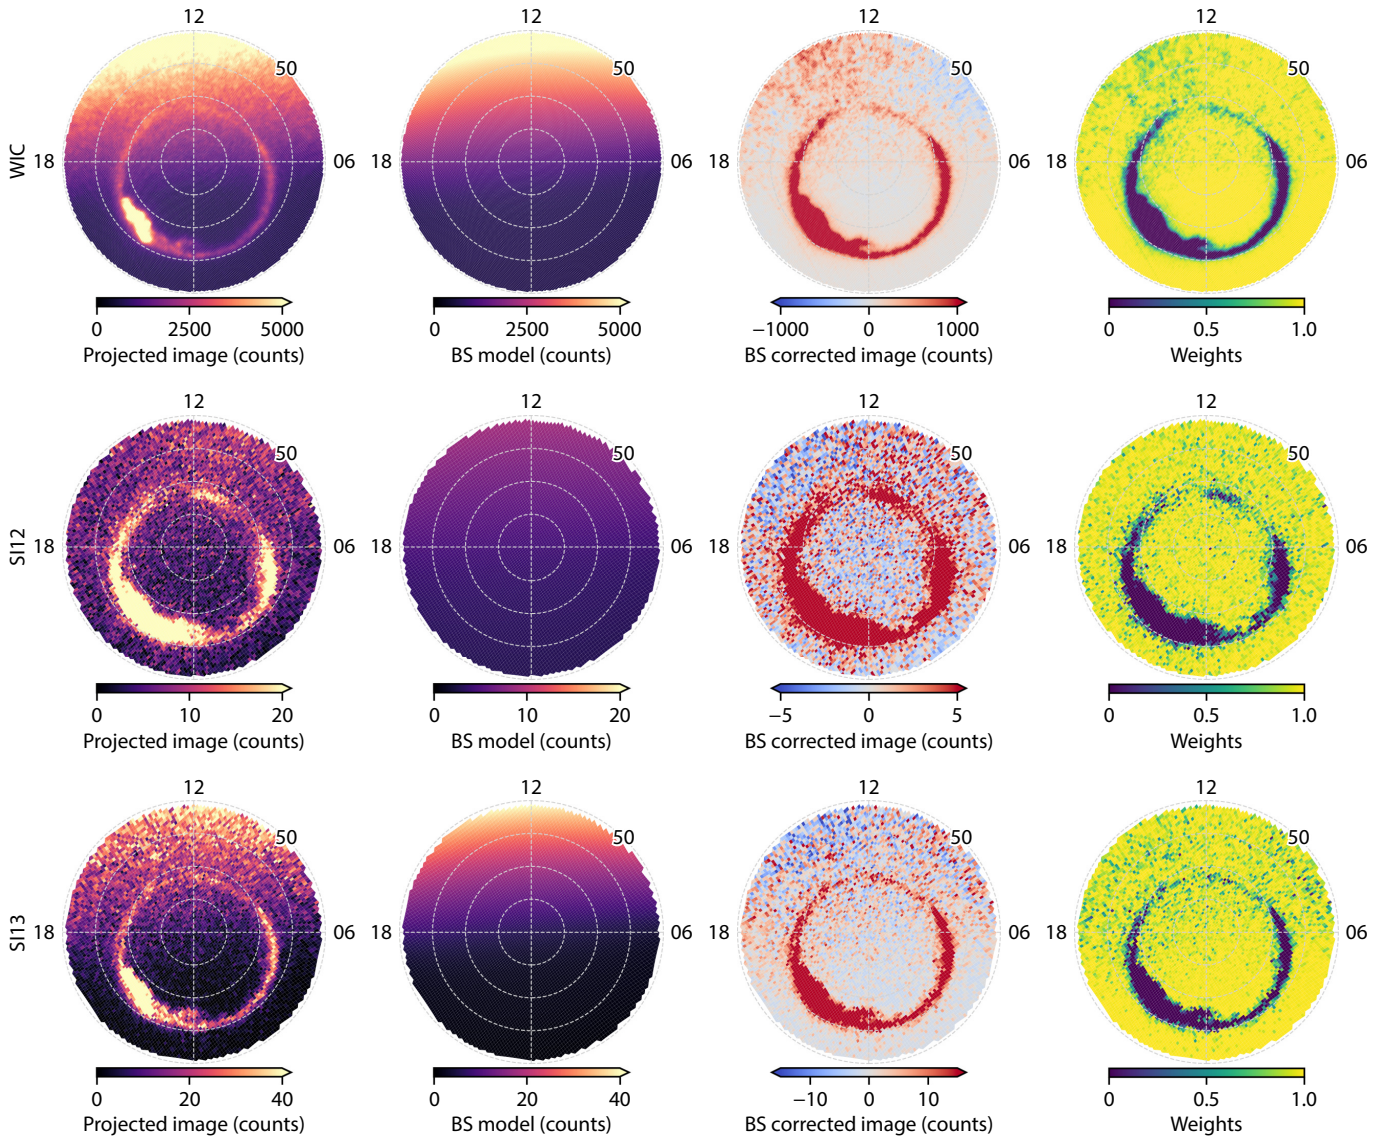 12 12 12 12
50 50 50
WIC 18 06 18 06 18 06 18 06
0 2500 5000 0 2500 5000 −1000 0 1000 0 0.5 1.0
Projected image (counts) BS model (counts) BS corrected image (counts) Weights
12 12 12 12
50 50 50
SI12 18 06 18 06 18 06 18 06
0 10 20 0 10 20 −5 0 5 0 0.5 1.0
Projected image (counts) BS model (counts) BS corrected image (counts) Weights
12 12 12 12
50 50 50
SI13 18 06 18 06 18 06 18 06
0 20 40 0 20 40 −10 0 10 0 0.5 1.0
Projected image (counts) BS model (counts) BS corrected image (counts) Weights